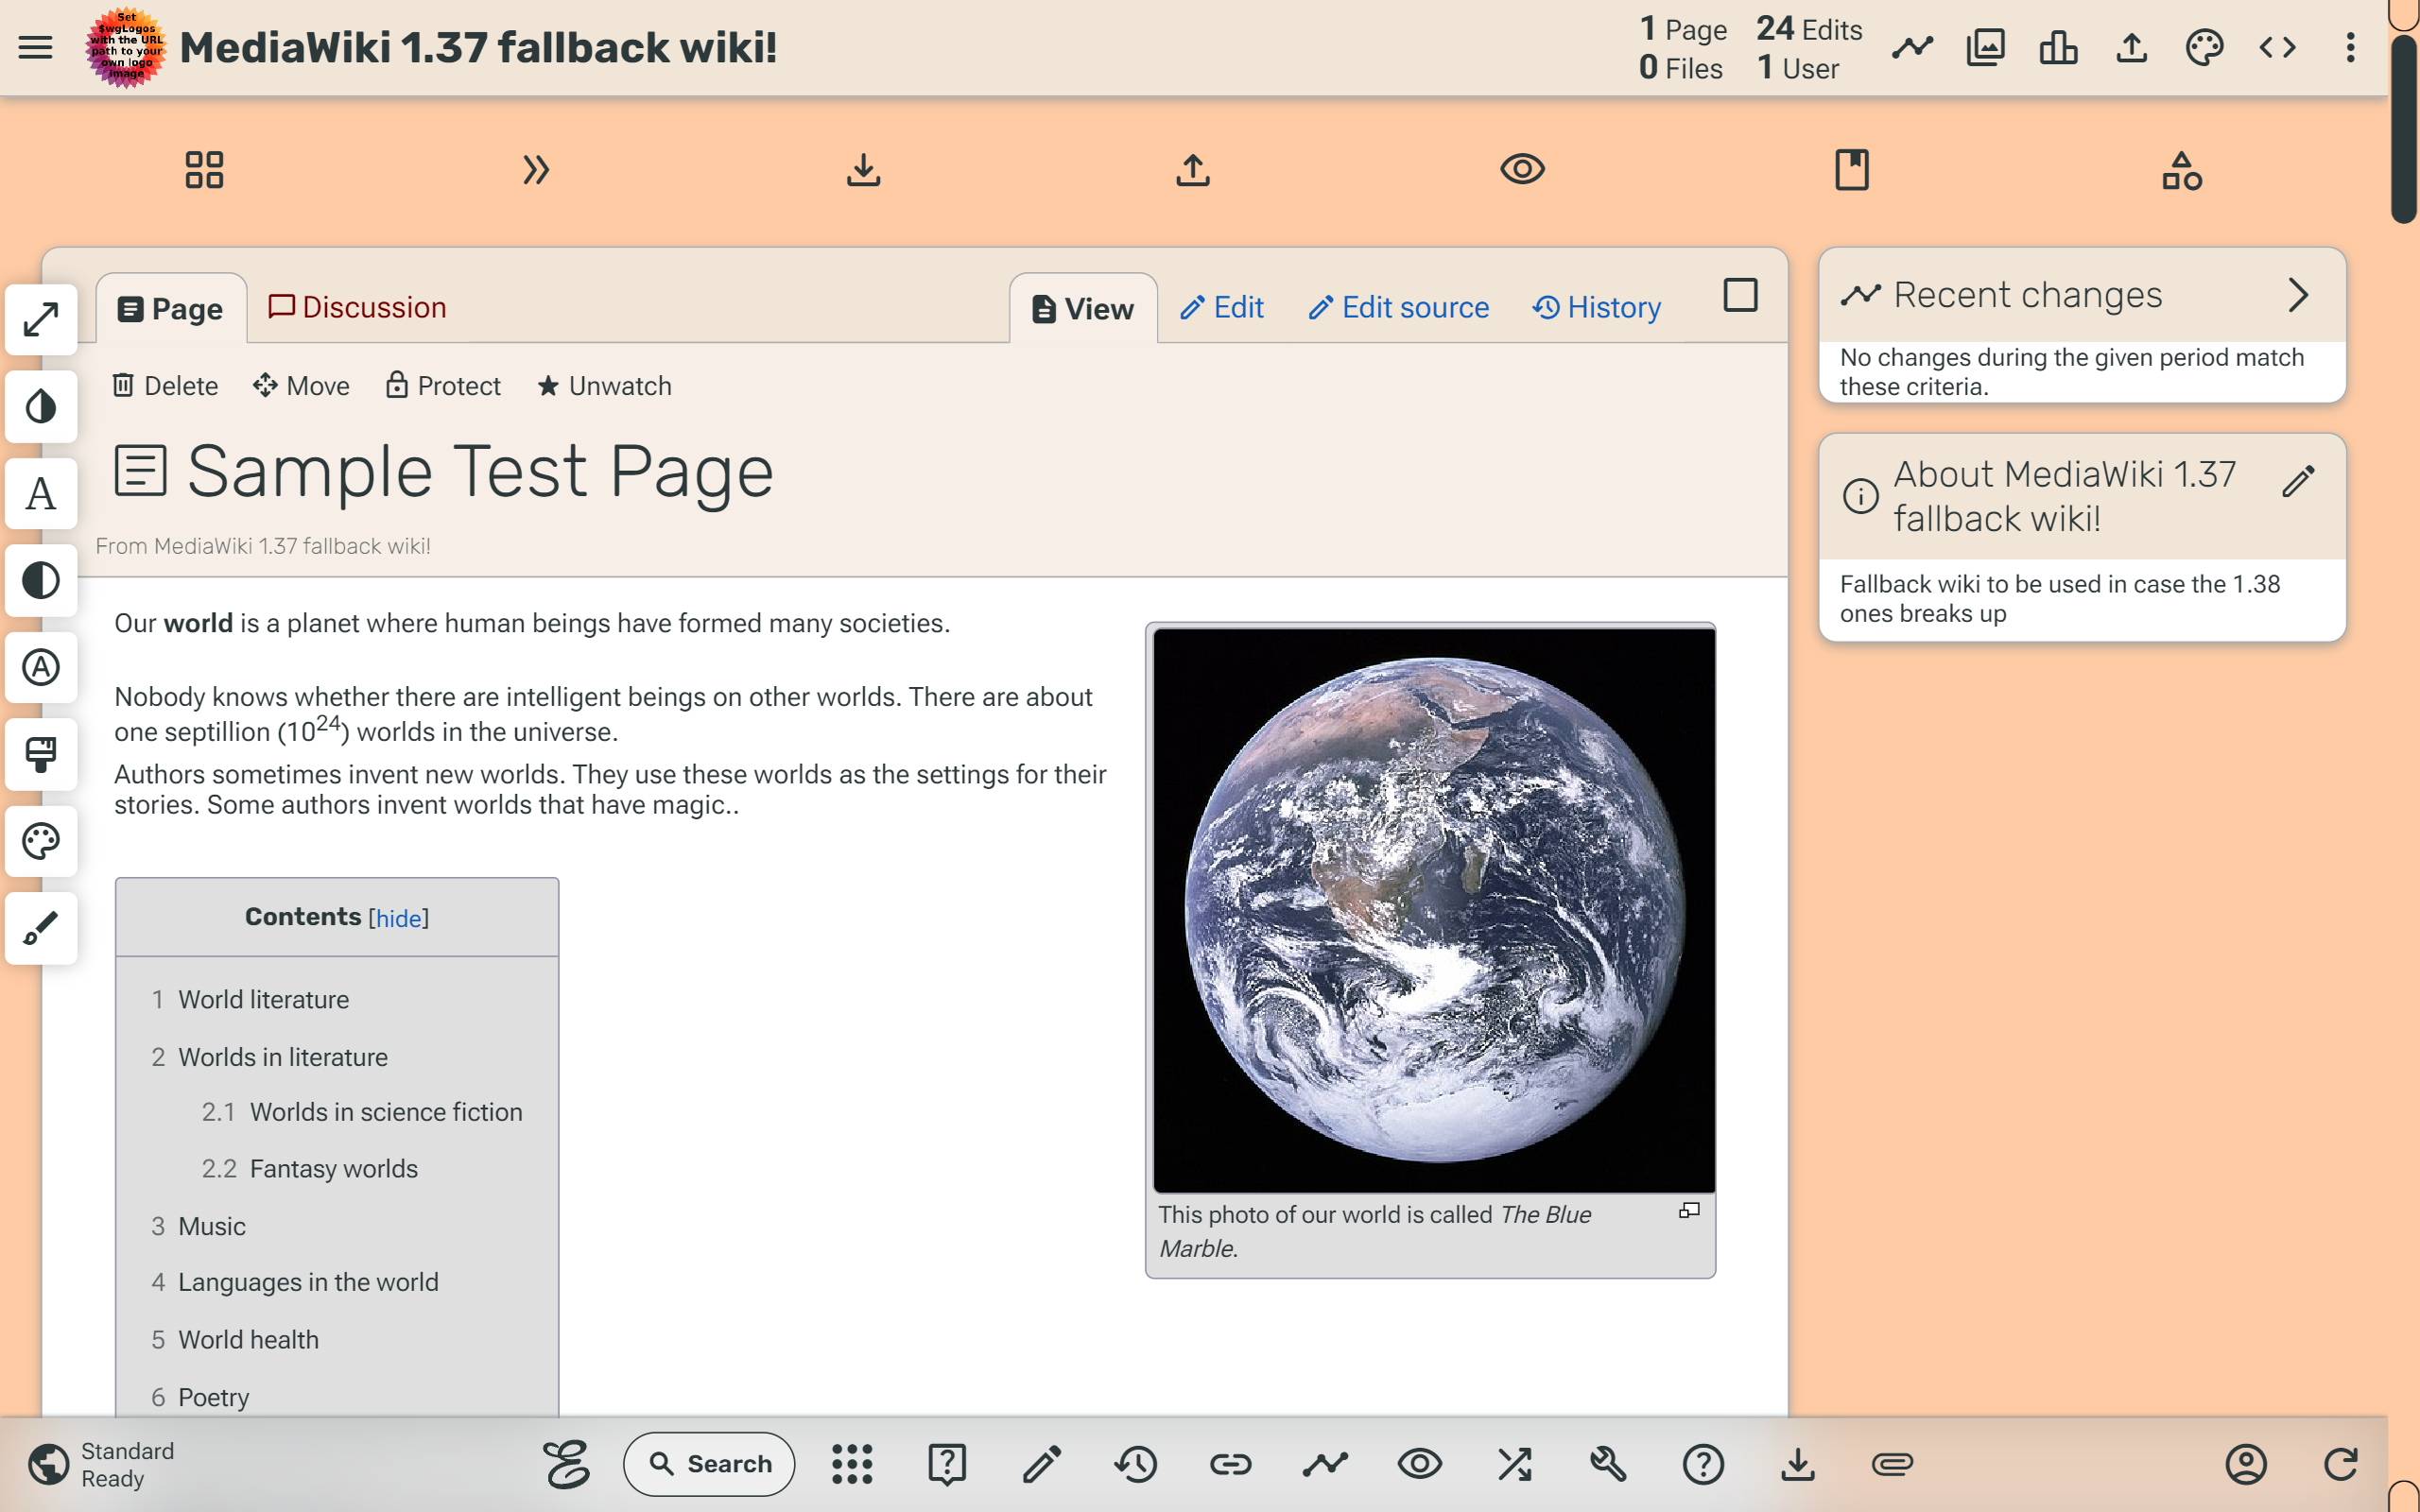 Set
$wgLogos
with the URL
path to your
own logo
image
MediaWiki 1.37 fallback wiki!
1 Page 24 Edits
0 Files 1 User
Page
Discussion
View
Edit
Edit source
History
Delete
Move
Protect
Unwatch
Sample Test Page
From MediaWiki 1.37 fallback wiki!
Our world is a planet where human beings have formed many societies.
Nobody knows whether there are intelligent beings on other worlds. There are about
one septillion (10²⁴) worlds in the universe.
Authors sometimes invent new worlds. They use these worlds as the settings for their
stories. Some authors invent worlds that have magic..
Contents [hide]
1 World literature
2 Worlds in literature
2.1 Worlds in science fiction
2.2 Fantasy worlds
3 Music
4 Languages in the world
5 World health
6 Poetry
This photo of our world is called The Blue
Marble.
Recent changes
No changes during the given period match
these criteria.
About MediaWiki 1.37
fallback wiki!
Fallback wiki to be used in case the 1.38
ones breaks up
A
A
Standard
Ready
Search